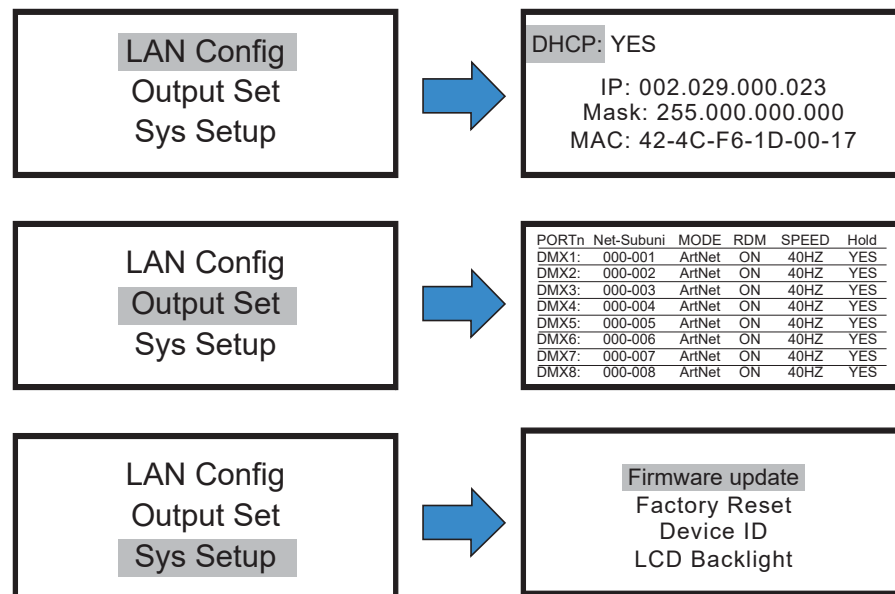 LAN Config
Output Set
Sys Setup
DHCP: YES
IP: 002.029.000.023
Mask: 255.000.000.000
MAC: 42-4C-F6-1D-00-17
LAN Config
Output Set
Sys Setup
PORTn Net-Subuni MODE RDM SPEED Hold
DMX1: 000-001 ArtNet ON 40HZ YES
DMX2: 000-002 ArtNet ON 40HZ YES
DMX3: 000-003 ArtNet ON 40HZ YES
DMX4: 000-004 ArtNet ON 40HZ YES
DMX5: 000-005 ArtNet ON 40HZ YES
DMX6: 000-006 ArtNet ON 40HZ YES
DMX7: 000-007 ArtNet ON 40HZ YES
DMX8: 000-008 ArtNet ON 40HZ YES
LAN Config
Output Set
Sys Setup
Firmware update
Factory Reset
Device ID
LCD Backlight